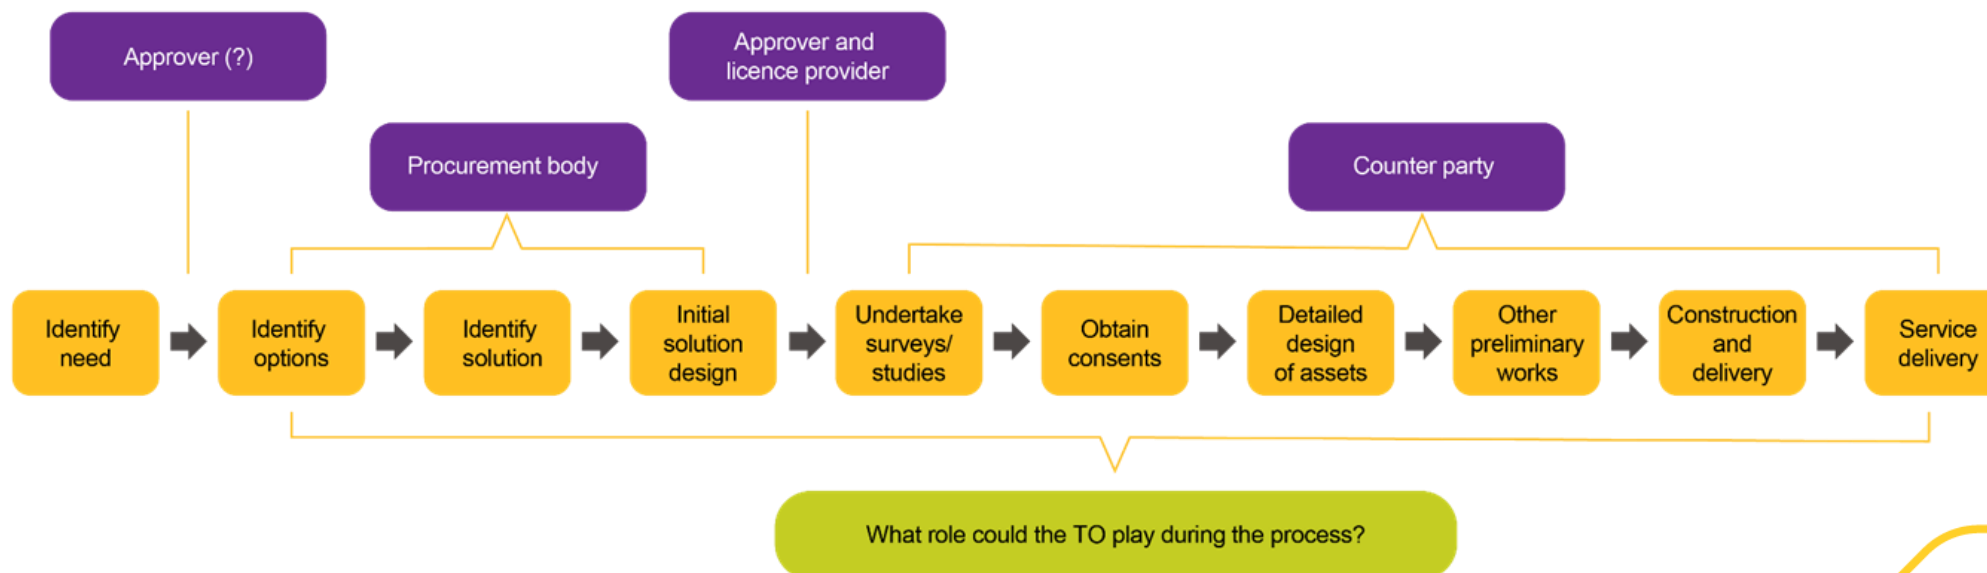 Approver (?)
Approver and
licence provider
Procurement body
Counter party
Identify
need
Identify
options
Identify
solution
Initial
solution
design
Undertake
surveys/
studies
Obtain
consents
Detailed
design
of assets
Other
preliminary
works
Construction
and
delivery
Service
delivery
What role could the TO play during the process?